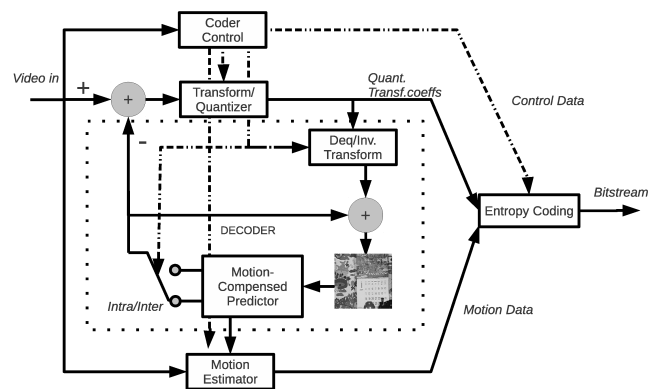 Coder
Control
Video in
+
+
Transform/
Quantizer
Quant.
Transf.coeffs
Control Data
-
Deq/Inv.
Transform
Bitstream
Entropy Coding
+
DECODER
Motion-
Compensed
Predictor
Intra/Inter
Motion Data
Motion
Estimator